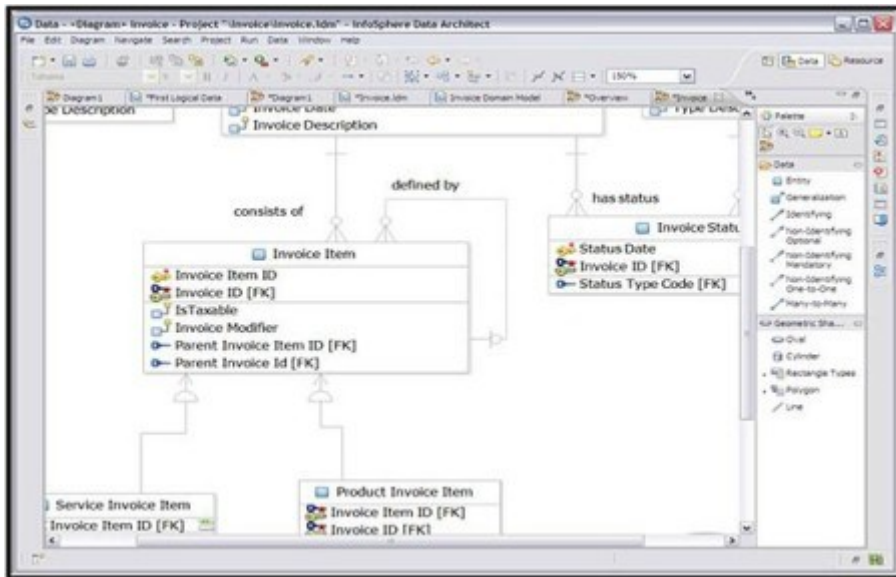 Data - <Diagram> Invoice - Project "\Invoice\Invoice.ldm" - InfoSphere Data Architect
File Edit Diagram Navigate Search Project Run Data Window Help
Data Resource
150%
Diagram1 *First Logical Data *Diagram1 *Invoice.ldm Invoice Domain Model *Overview *Invoice
pe Description
Invoice Date
Invoice Description
Type Desc
consists of
defined by
has status
Invoice Item
Invoice Item ID
Invoice ID [FK]
IsTaxable
Invoice Modifier
Parent Invoice Item ID [FK]
Parent Invoice Id [FK]
Invoice Statu
Status Date
Invoice ID [FK]
Status Type Code [FK]
Service Invoice Item
Invoice Item ID [FK]
Product Invoice Item
Invoice Item ID [FK]
Invoice ID [FK]
Palette
Data
Entity
Generalization
Identifying
Non-Identifying
Optional
Non-Identifying
Mandatory
Non-Identifying
One-to-One
Many-to-Many
Geometric Sha...
Oval
Cylinder
Rectangle Types
Polygon
Line